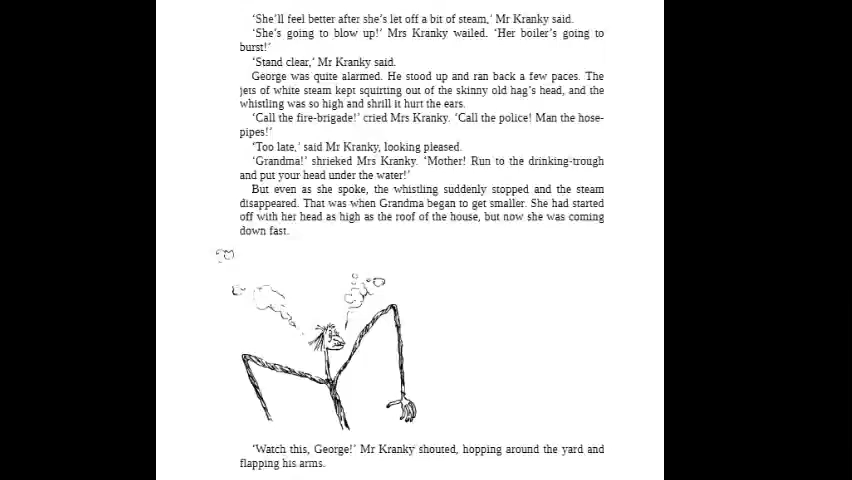 ‘She’ll feel better after she’s let off a bit of steam,’ Mr Kranky said.
‘She’s going to blow up!’ Mrs Kranky wailed. ‘Her boiler’s going to
burst!’
‘Stand clear,’ Mr Kranky said.
George was quite alarmed. He stood up and ran back a few paces. The
jets of white steam kept squirting out of the skinny old hag’s head, and the
whistling was so high and shrill it hurt the ears.
‘Call the fire-brigade!’ cried Mrs Kranky. ‘Call the police! Man the hose-
pipes!’
‘Too late,’ said Mr Kranky, looking pleased.
‘Grandma!’ shrieked Mrs Kranky. ‘Mother! Run to the drinking-trough
and put your head under the water!’
But even as she spoke, the whistling suddenly stopped and the steam
disappeared. That was when Grandma began to get smaller. She had started
off with her head as high as the roof of the house, but now she was coming
down fast.
‘Watch this, George!’ Mr Kranky shouted, hopping around the yard and
flapping his arms.